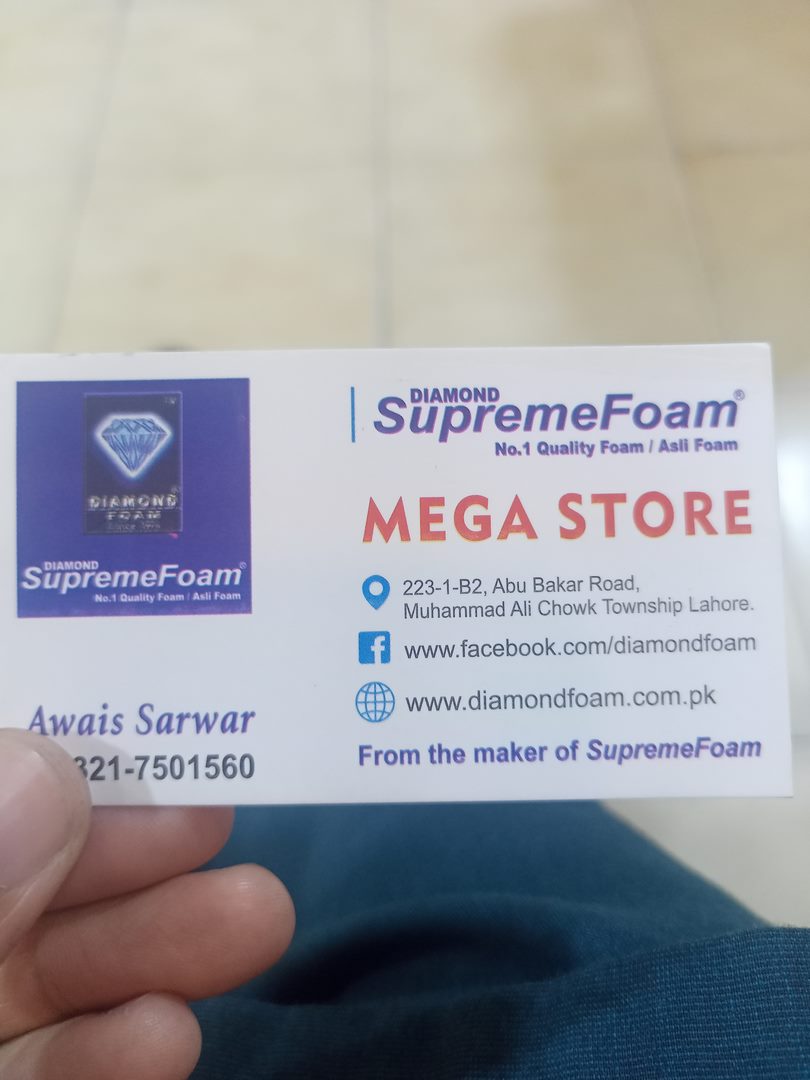 DIAMOND
FOAM
Since 1976
DIAMOND
SupremeFoam®
No.1 Quality Foam / Asli Foam
Awais Sarwar
321-7501560
DIAMOND
SupremeFoam®
No.1 Quality Foam / Asli Foam
MEGA STORE
223-1-B2, Abu Bakar Road,
Muhammad Ali Chowk Township Lahore.
www.facebook.com/diamondfoam
www.diamondfoam.com.pk
From the maker of SupremeFoam